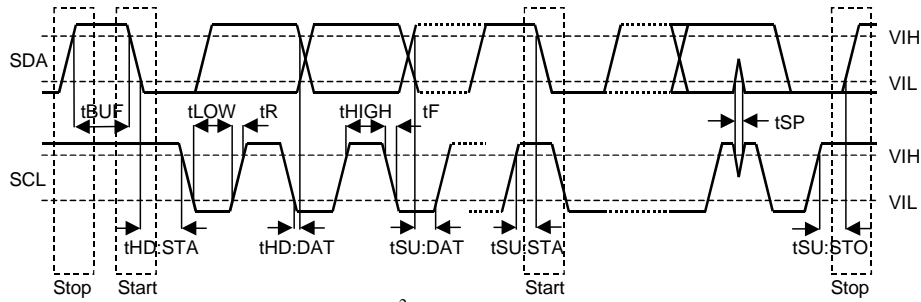 VIH
SDA
VIL
tBUF tLOW tR tHIGH tF tSP
VIH
SCL
VIL
tHD:STA tHD:DAT tSU:DAT tSU:STA tSU:STO
Stop Start Start Stop
2